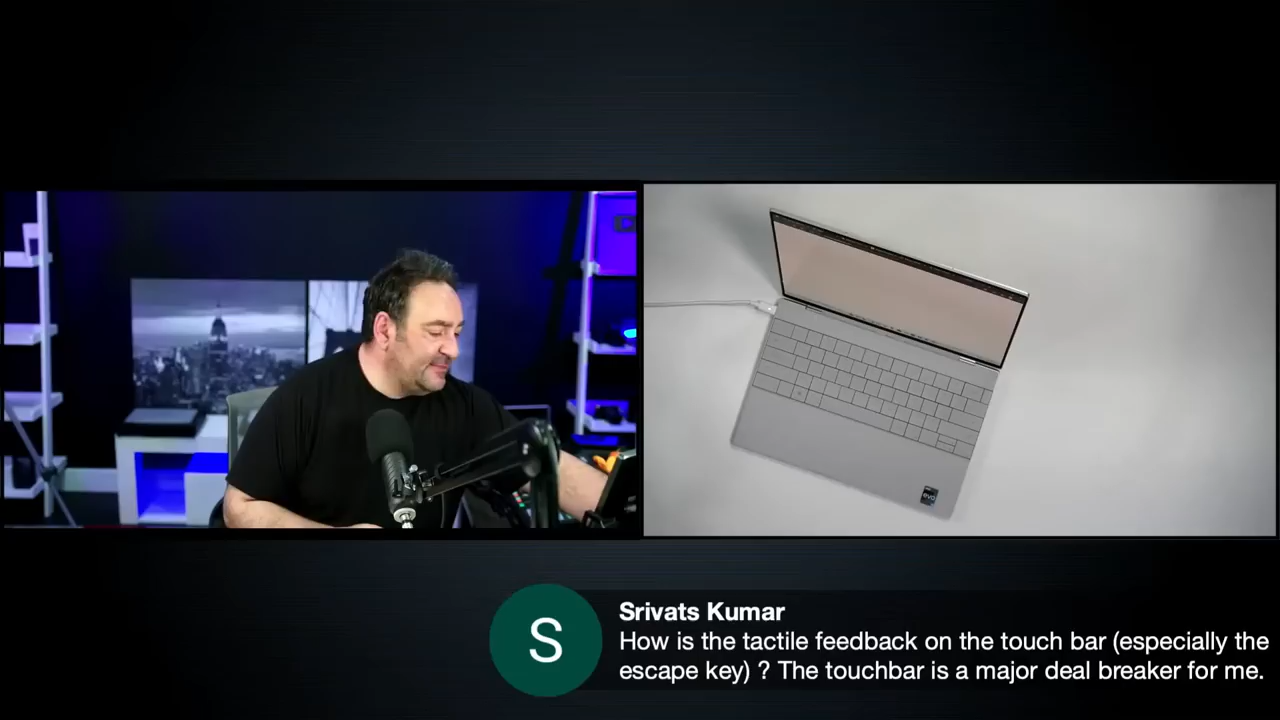 evo
Srivats Kumar
S
How is the tactile feedback on the touch bar (especially the
escape key) ? The touchbar is a major deal breaker for me.